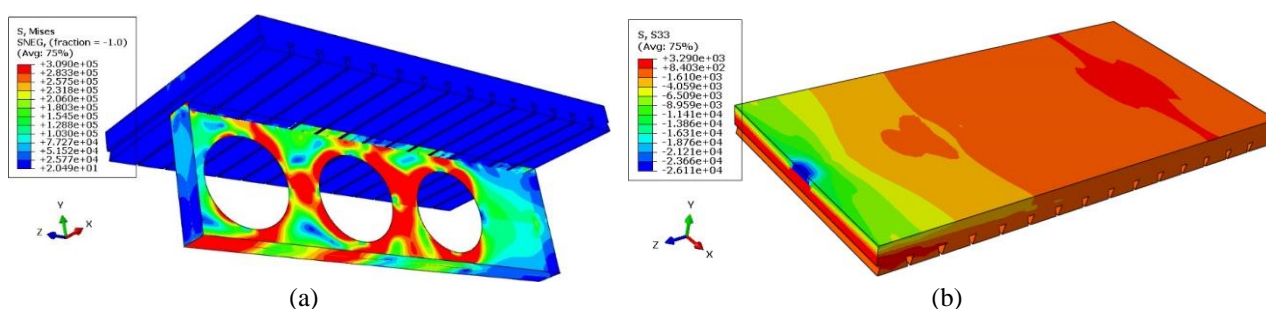 S, Mises
SNEG, (fraction = -1.0)
(Avg: 75%)
+3.090e+05
+2.833e+05
+2.575e+05
+2.318e+05
+2.060e+05
+1.803e+05
+1.545e+05
+1.288e+05
+1.030e+05
+7.727e+04
+5.152e+04
+2.577e+04
+2.049e+01
Y
Z
X
(a)
S, S33
(Avg: 75%)
+3.290e+03
+8.403e+02
-1.610e+03
-4.059e+03
-6.509e+03
-8.959e+03
-1.141e+04
-1.386e+04
-1.631e+04
-1.876e+04
-2.121e+04
-2.366e+04
-2.611e+04
Y
Z
X
(b)